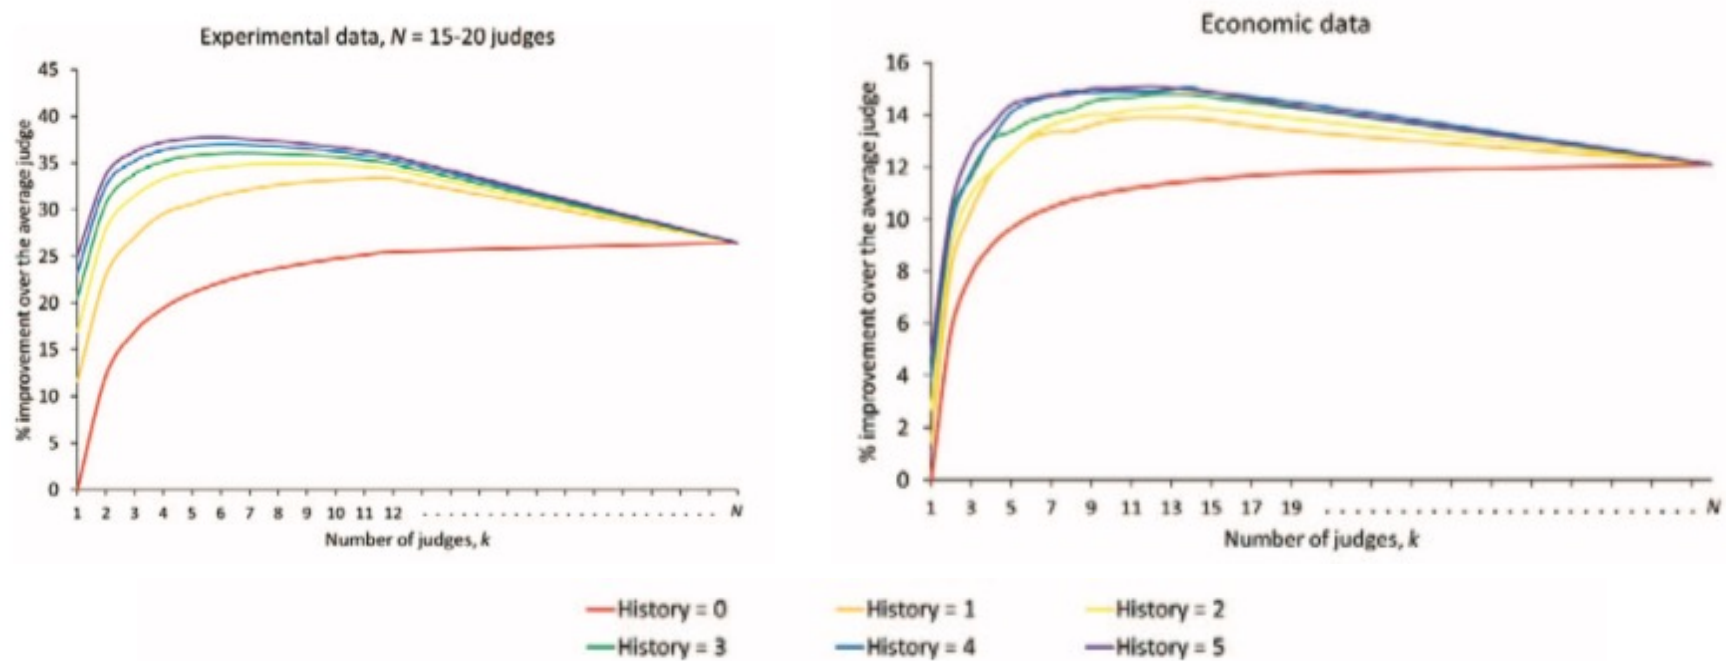 Experimental data, N = 15-20 judges
% improvement over the average judge
45
40
35
30
25
20
15
10
5
0
1 2 3 4 5 6 7 8 9 10 11 12 . . . . . . . . . . . . . . . . . . . . . . N
Number of judges, k
Economic data
% improvement over the average judge
16
14
12
10
8
6
4
2
0
1 3 5 7 9 11 13 15 17 19 . . . . . . . . . . . . . . . . . . . . . . N
Number of judges, k
History = 0 History = 1 History = 2
History = 3 History = 4 History = 5